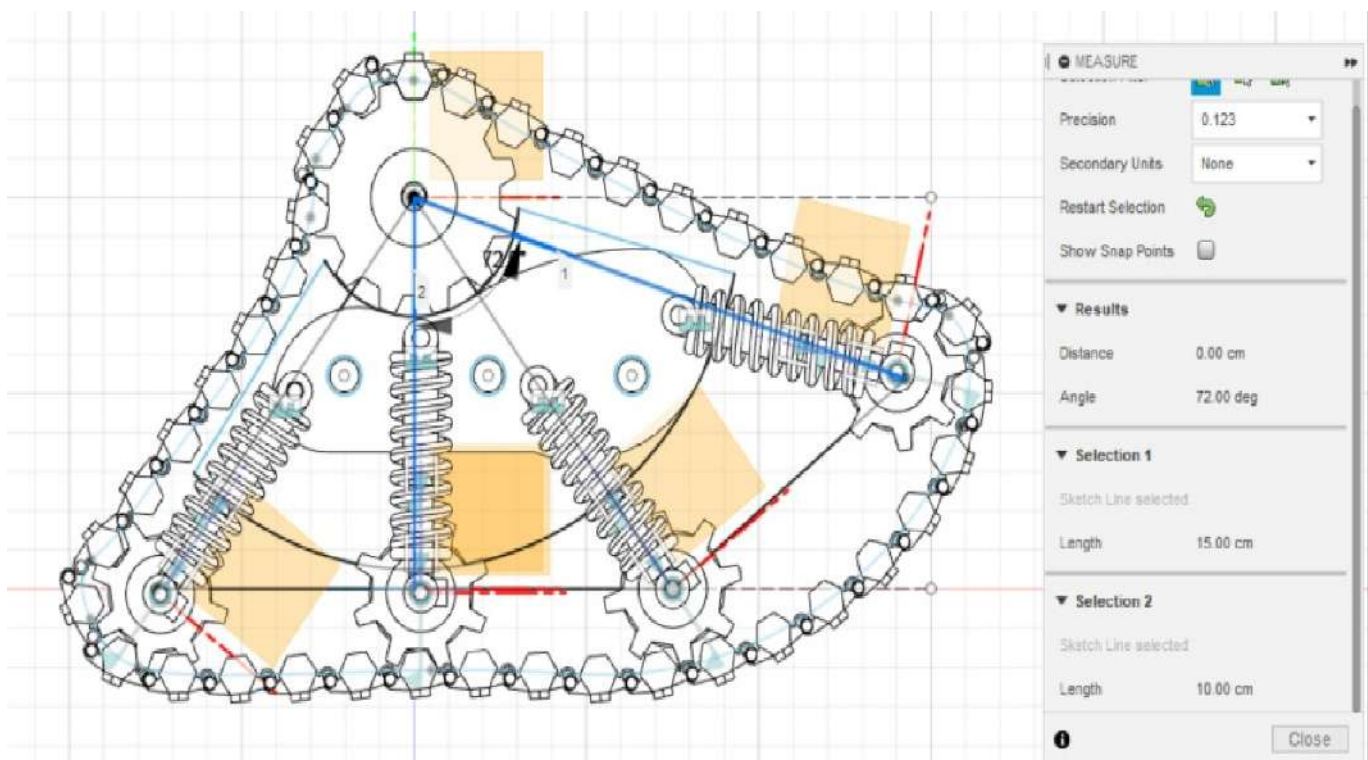 MEASURE
Precision 0.123
Secondary Units None
Restart Selection
Show Snap Points
Results
Distance 0.00 cm
Angle 72.00 deg
Selection 1
Sketch Line selected
Length 15.00 cm
Selection 2
Sketch Line selected
Length 10.00 cm
Close
1
2